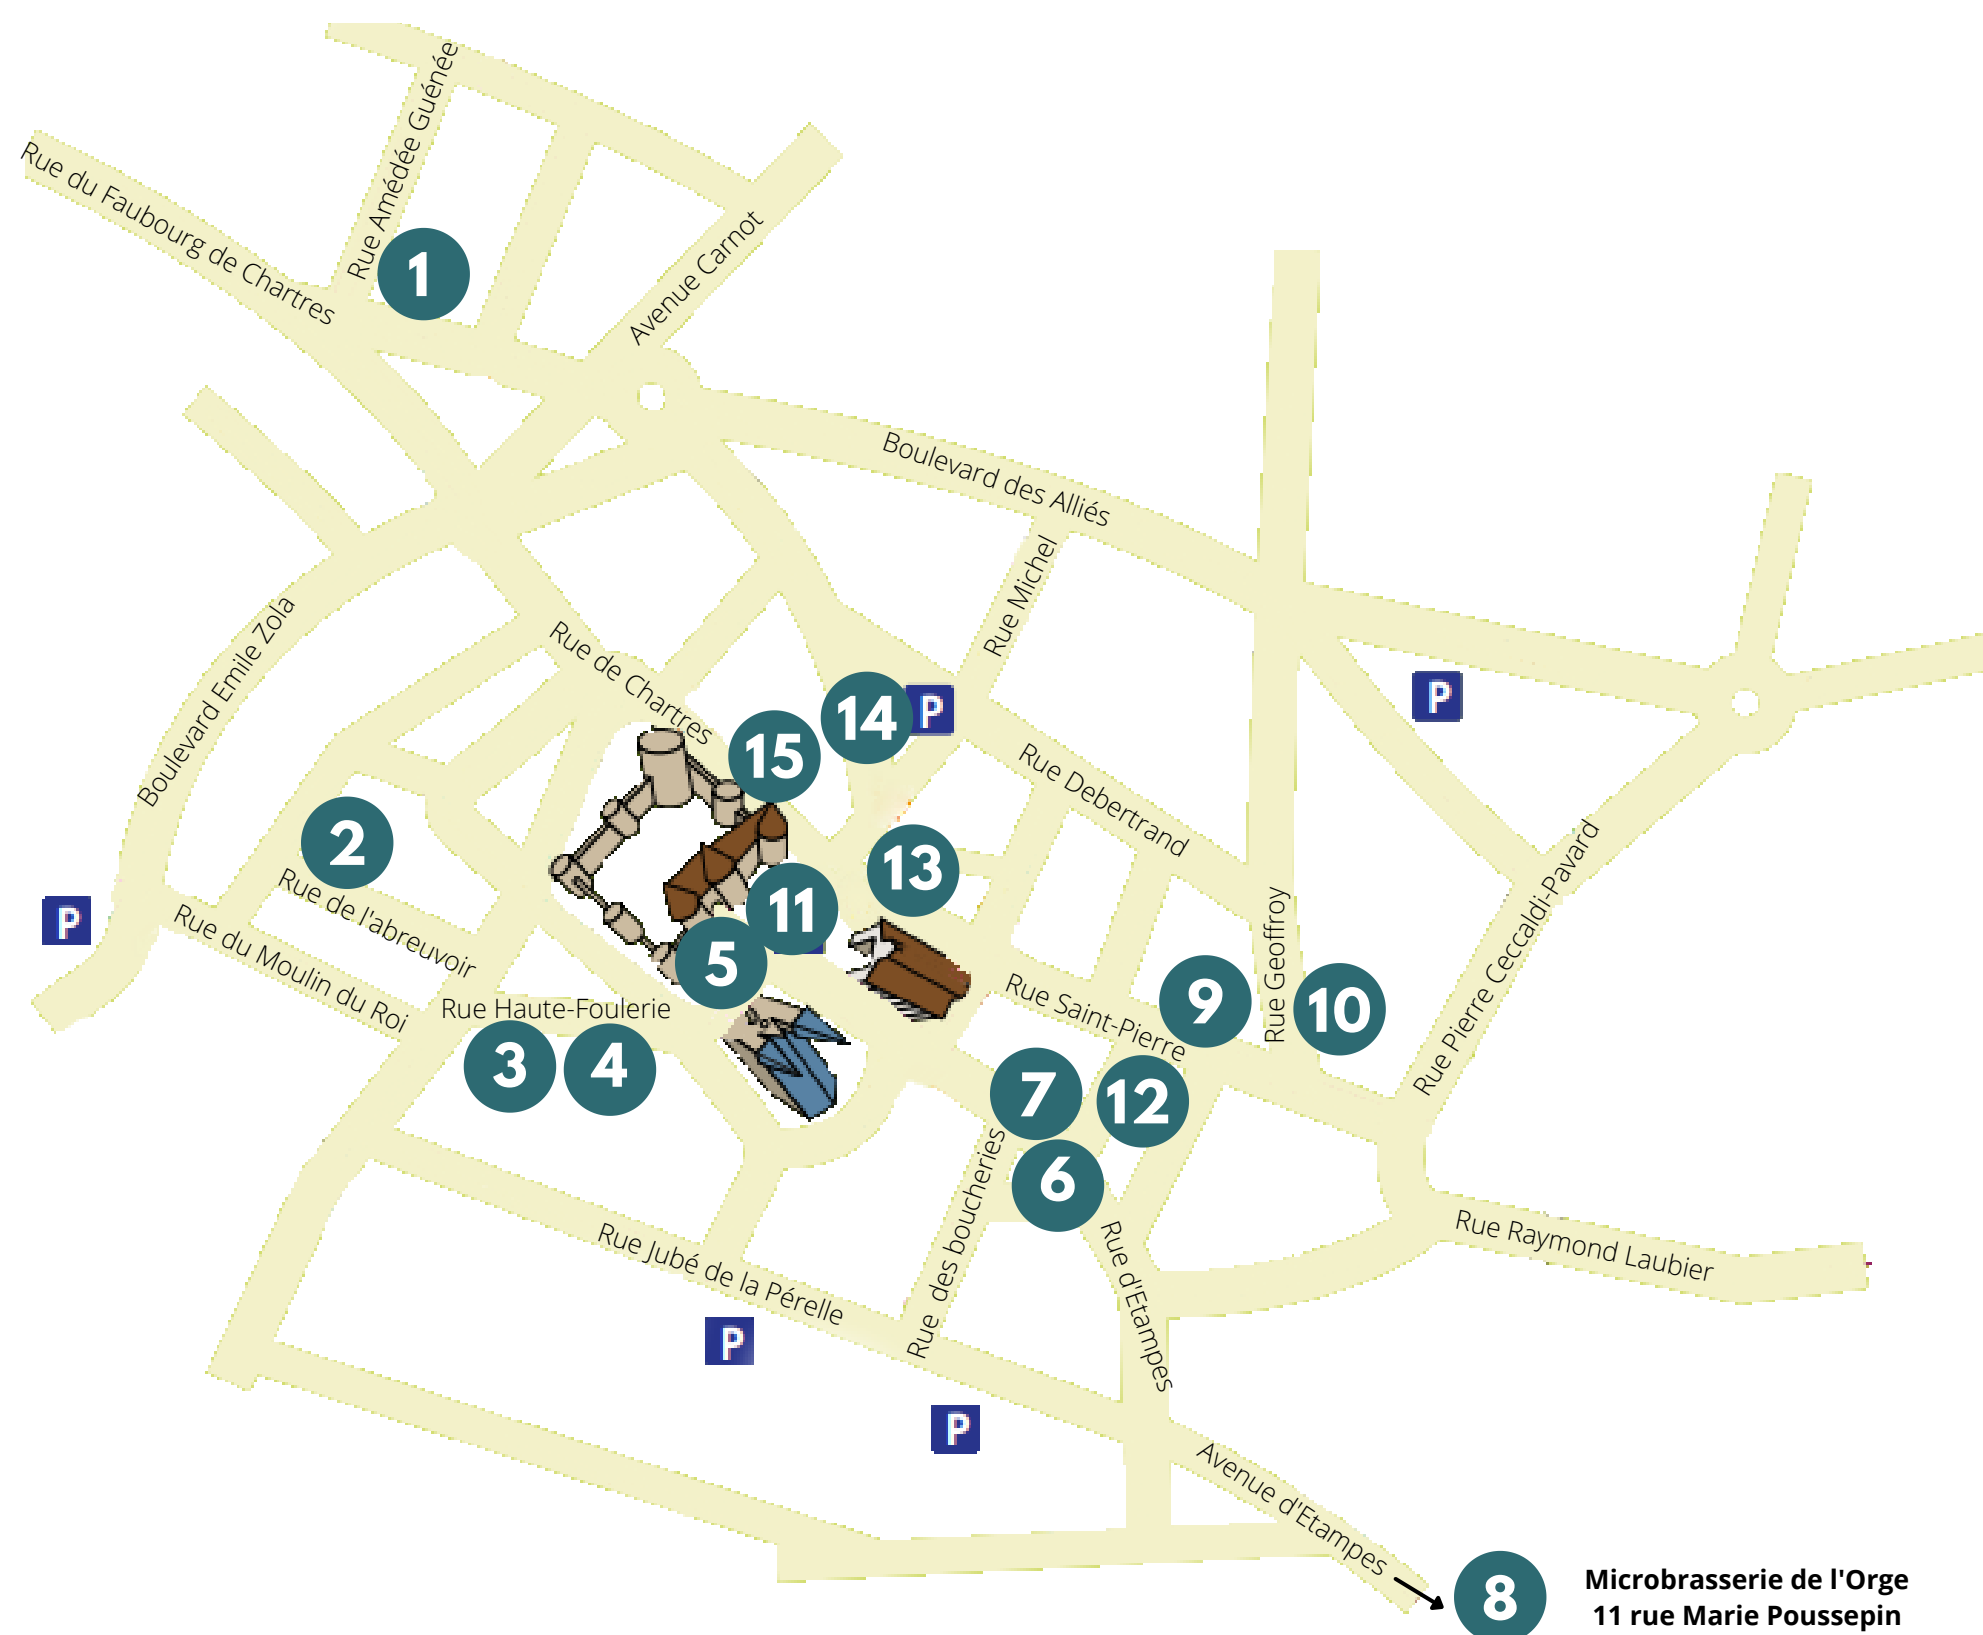 Rue Amédée Guénée
Rue du Faubourg de Chartres
1
Avenue Carnot
Boulevard des Alliés
Rue Michel
Boulevard Emile Zola
Rue de Chartres
14
P
P
15
Rue Debertrand
2
13
Rue de l'abreuvoir
P
Rue du Moulin du Roi
11
5
Rue Geoffroy
Rue Pierre Ceccaldi-Pavard
Rue Haute-Foulerie
Rue Saint-Pierre
9
10
3
4
7
12
6
Rue des boucheries
Rue Jubé de la Pérelle
Rue d'Etampes
Rue Raymond Laubier
P
P
Avenue d'Etampes
8
Microbrasserie de l'Orge
11 rue Marie Poussepin